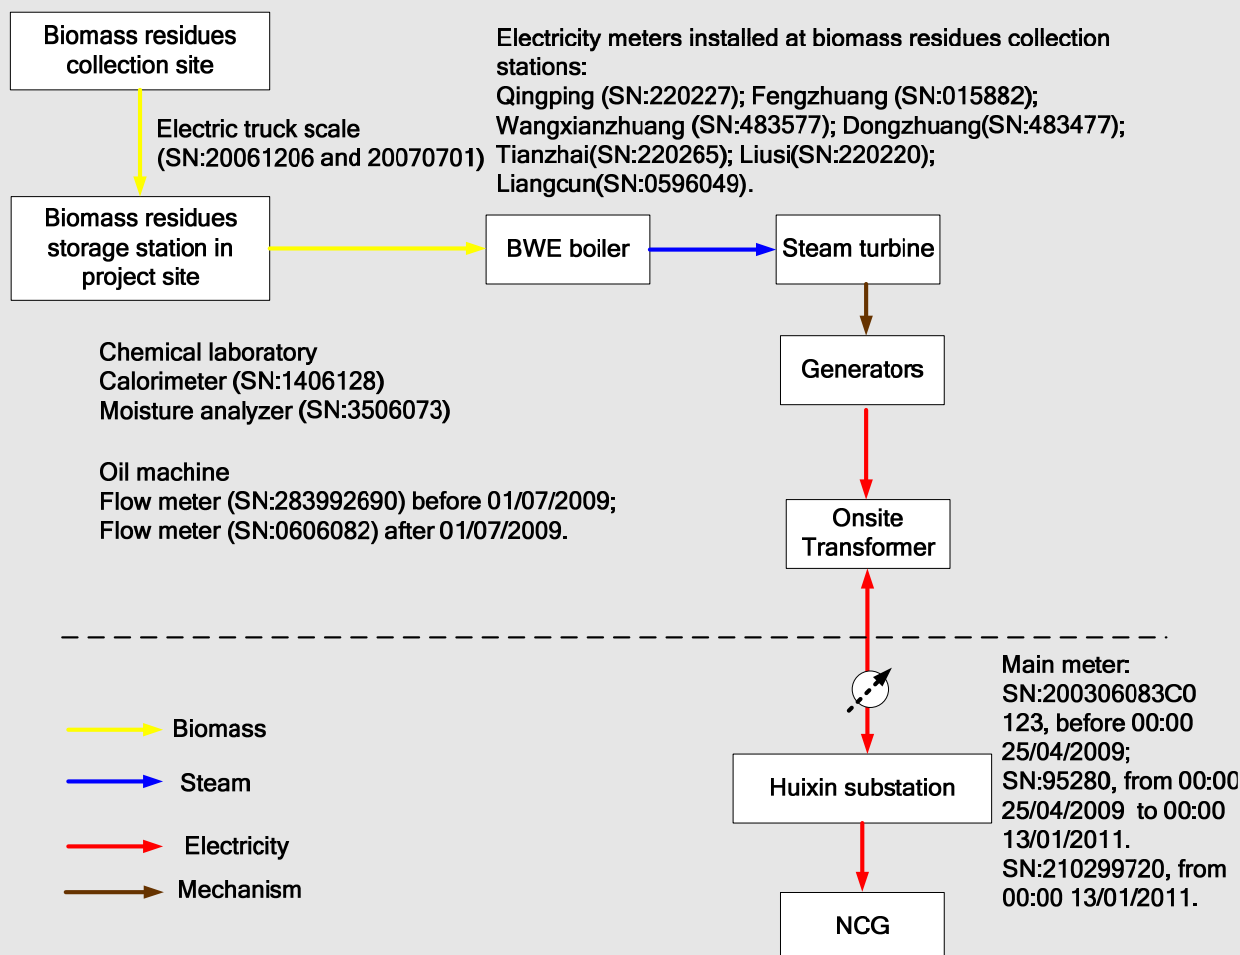 Biomass residues
collection site
Electricity meters installed at biomass residues collection
stations:
Qingping (SN:220227); Fengzhuang (SN:015882);
Wangxianzhuang (SN:483577); Dongzhuang(SN:483477);
Tianzhai(SN:220265); Liusi(SN:220220);
Liangcun(SN:0596049).
Electric truck scale
(SN:20061206 and 20070701)
Biomass residues
storage station in
project site
BWE boiler
Steam turbine
Generators
Chemical laboratory
Calorimeter (SN:1406128)
Moisture analyzer (SN:3506073)
Oil machine
Flow meter (SN:283992690) before 01/07/2009;
Flow meter (SN:0606082) after 01/07/2009.
Onsite
Transformer
Main meter:
SN:200306083C0
123, before 00:00
25/04/2009;
SN:95280, from 00:00
25/04/2009  to 00:00
13/01/2011.
SN:210299720, from
00:00 13/01/2011.
Huixin substation
NCG
Biomass
Steam
Electricity
Mechanism